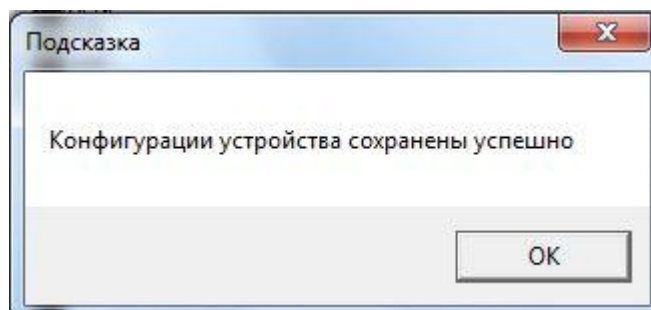 Подсказка
Конфигурации устройства сохранены успешно
OK